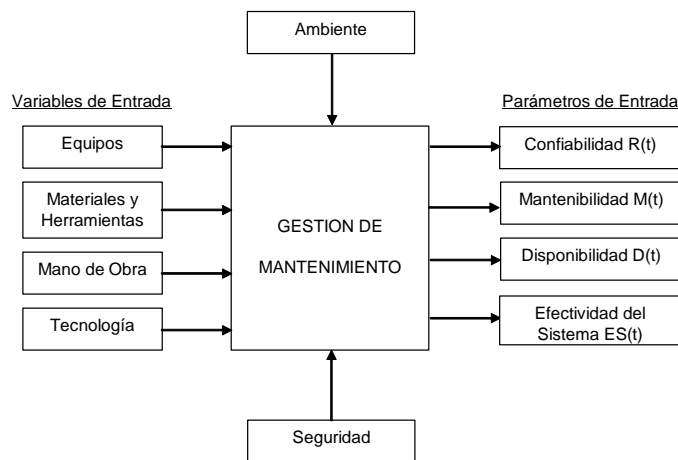 Ambiente
Variables de Entrada
Parámetros de Entrada
Equipos
Materiales y
Herramientas
Mano de Obra
Tecnología
GESTION DE
MANTENIMIENTO
Confiabilidad R(t)
Mantenibilidad M(t)
Disponibilidad D(t)
Efectividad del
Sistema ES(t)
Seguridad